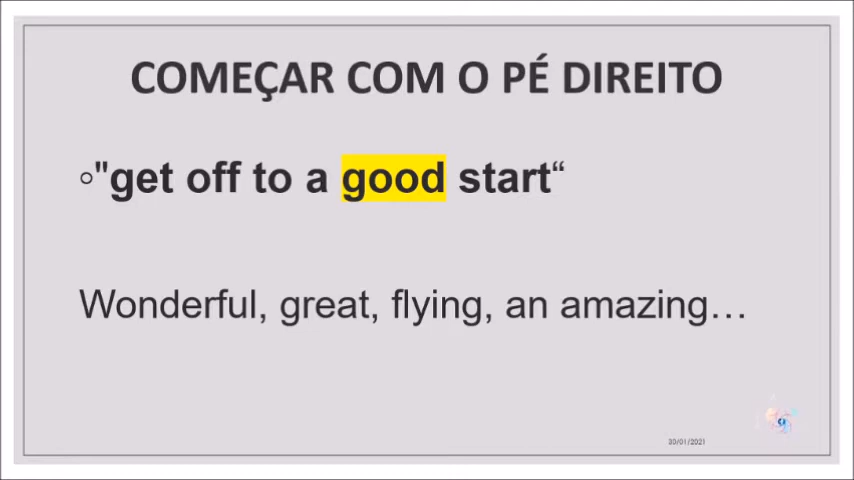 COMEÇAR COM O PÉ DIREITO
"get off to a good start“
Wonderful, great, flying, an amazing…
30/01/2021